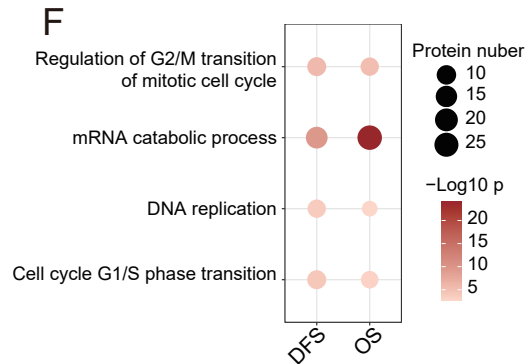 F
Regulation of G2/M transition
of mitotic cell cycle
mRNA catabolic process
DNA replication
Cell cycle G1/S phase transition
DFS
OS
Protein nuber
10
15
20
25
−Log10 p
20
15
10
5